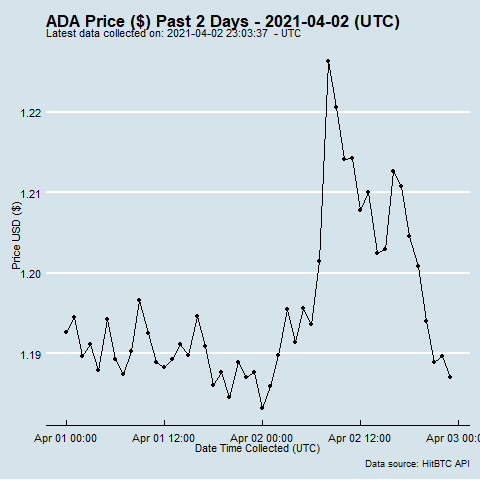 ADA Price ($) Past 2 Days - 2021-04-02 (UTC)
Latest data collected on: 2021-04-02 23:03:37 - UTC
1.22
1.21
1.20
1.19
Price USD ($)
Apr 01 00:00 Apr 01 12:00 Apr 02 00:00 Apr 02 12:00 Apr 03 00:00
Date Time Collected (UTC)
Data source: HitBTC API